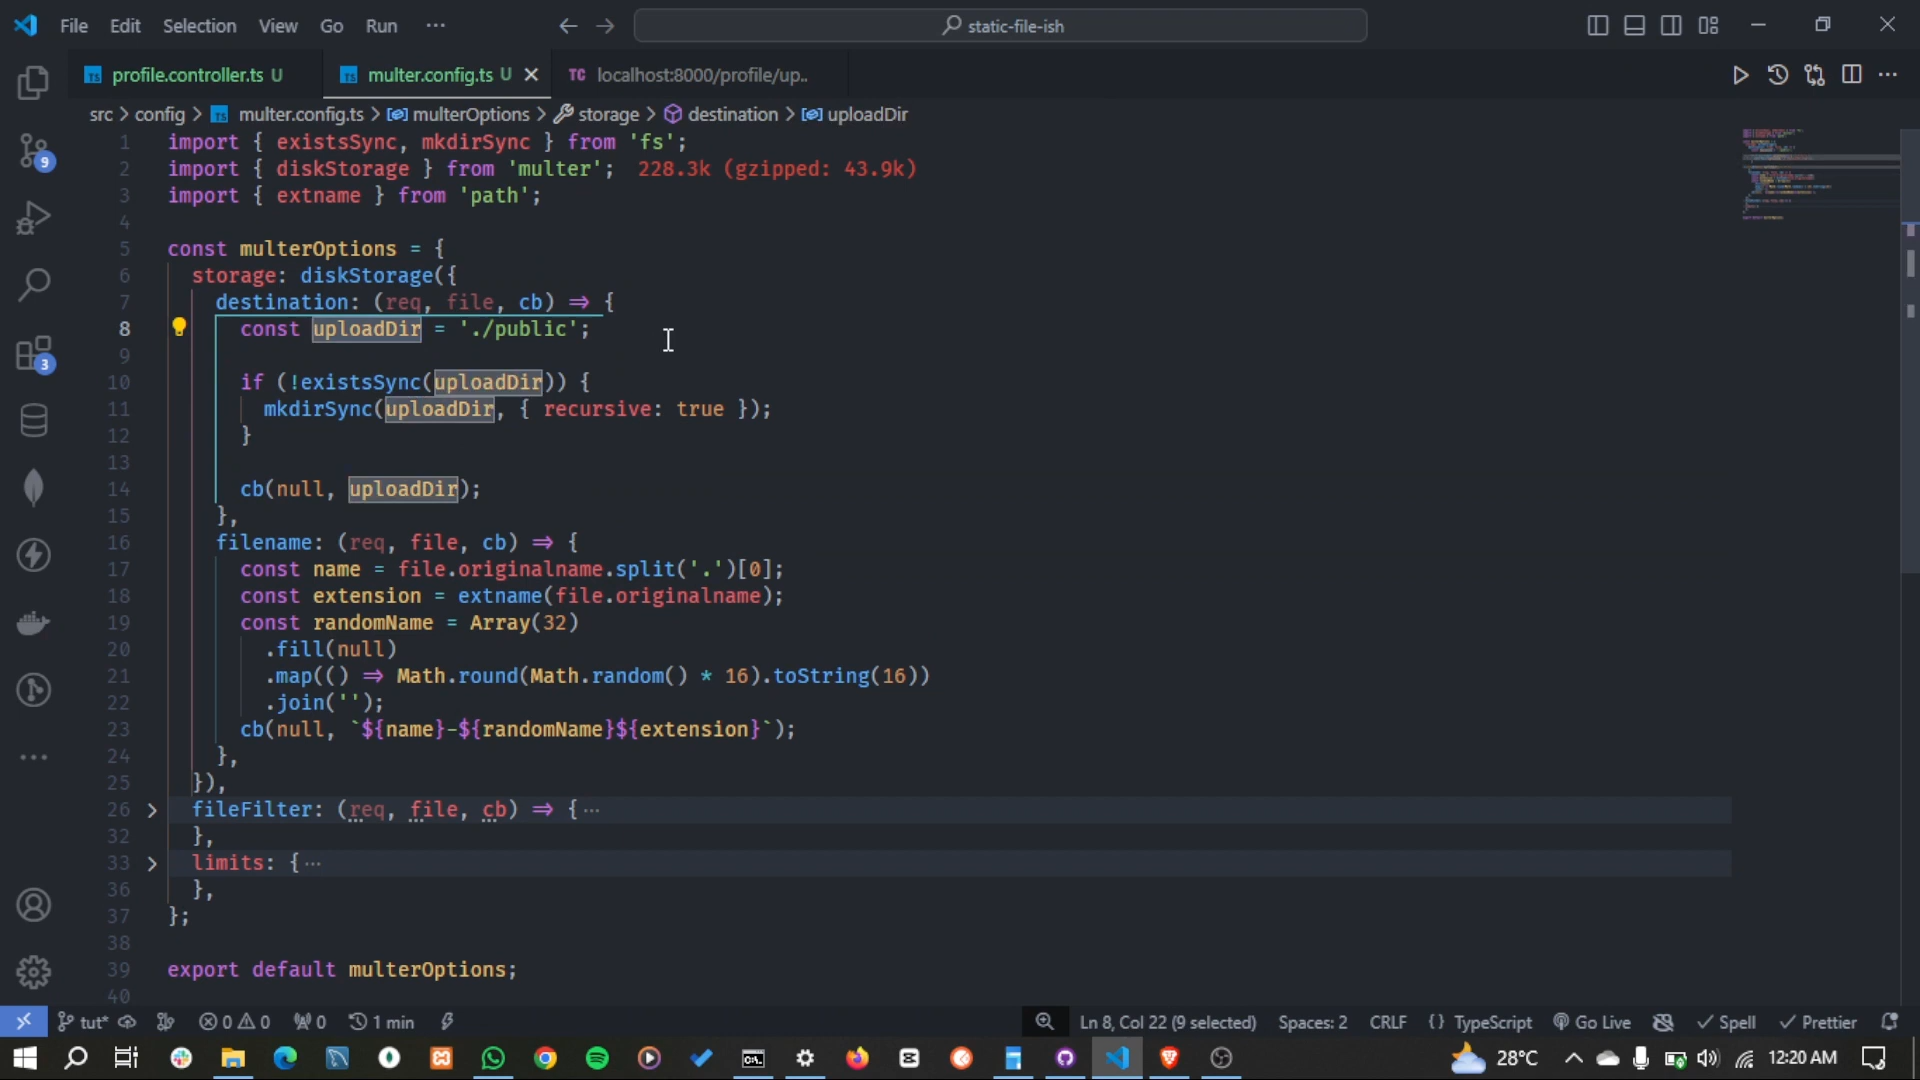 File Edit Selection View Go Run ··· static-file-ish
TS profile.controller.ts U TS multer.config.ts U TC localhost:8000/profile/up..
src > config > TS multer.config.ts > multerOptions > storage > destination > uploadDir
1 import { existsSync, mkdirSync } from 'fs';
2 import { diskStorage } from 'multer'; 228.3k (gzipped: 43.9k)
3 import { extname } from 'path';
4
5 const multerOptions = {
6 storage: diskStorage({
7 destination: (req, file, cb) ⇒ {
8 const uploadDir = './public';
9
10 if (!existsSync(uploadDir)) {
11 mkdirSync(uploadDir, { recursive: true });
12 }
13
14 cb(null, uploadDir);
15 },
16 filename: (req, file, cb) ⇒ {
17 const name = file.originalname.split('.')[0];
18 const extension = extname(file.originalname);
19 const randomName = Array(32)
20 .fill(null)
21 .map(() ⇒ Math.round(Math.random() * 16).toString(16))
22 .join('');
23 cb(null, `${name}-${randomName}${extension}`);
24 },
25 }),
26 fileFilter: (req, file, cb) ⇒ {···
32 },
33 limits: {···
36 },
37 };
38
39 export default multerOptions;
40
9
3
tut* 0 0 0 1 min Ln 8, Col 22 (9 selected) Spaces: 2 CRLF {} TypeScript Go Live Spell Prettier
28°C 12:20 AM